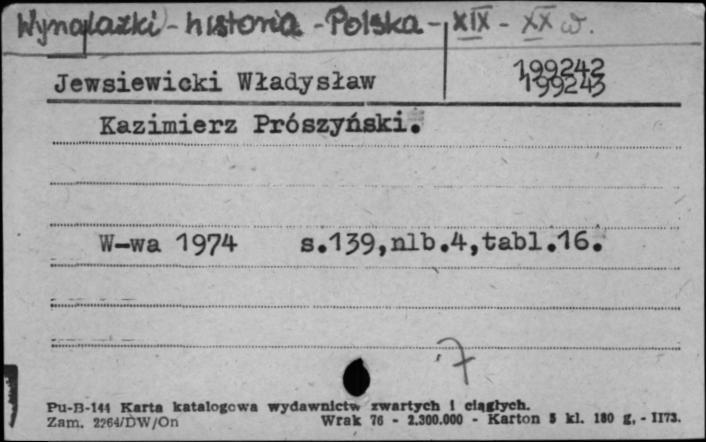 Wynalazki - historia - Polska - XIX - XX w.
Jewsiewicki Władysław
199242
199243
Kazimierz Prószyński.
W-wa 1974 s.139,nlb.4,tabl.16.
7
Pu-B-144 Karta katalogowa wydawnictw zwartych i ciągłych.
Zam. 2264/DW/On Wrak 76 - 2.300.000 - Karton 5 kl. 180 g. - II73.